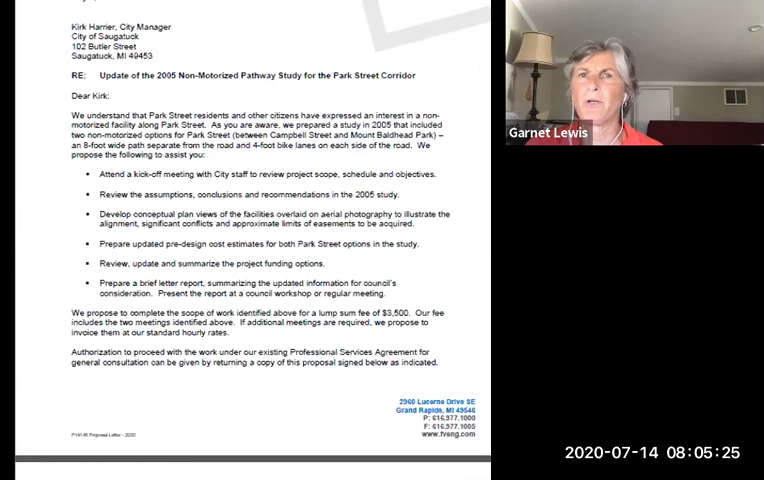 Kirk Harrier, City Manager
City of Saugatuck
102 Butler Street
Saugatuck, MI 49453
RE: Update of the 2005 Non-Motorized Pathway Study for the Park Street Corridor
Dear Kirk:
We understand that Park Street residents and other citizens have expressed an interest in a non-
motorized facility along Park Street. As you are aware, we prepared a study in 2005 that included
two non-motorized options for Park Street (between Campbell Street and Mount Baldhead Park) –
an 8-foot wide path separate from the road and 4-foot bike lanes on each side of the road. We
propose the following to assist you:
• Attend a kick-off meeting with City staff to review project scope, schedule and objectives.
• Review the assumptions, conclusions and recommendations in the 2005 study.
• Develop conceptual plan views of the facilities overlaid on aerial photography to illustrate the
alignment, significant conflicts and approximate limits of easements to be acquired.
• Prepare updated pre-design cost estimates for both Park Street options in the study.
• Review, update and summarize the project funding options.
• Prepare a brief letter report, summarizing the updated information for council's
consideration. Present the report at a council workshop or regular meeting.
We propose to complete the scope of work identified above for a lump sum fee of $3,500. Our fee
includes the two meetings identified above. If additional meetings are required, we propose to
invoice them at our standard hourly rates.
Authorization to proceed with the work under our existing Professional Services Agreement for
general consultation can be given by returning a copy of this proposal signed below as indicated.
2960 Lucerne Drive SE
Grand Rapids, MI 49546
P: 616.977.1000
F: 616.977.1005
www.fveng.com
Proposal Letter - 2020
Garnet Lewis
2020-07-14 08:05:25